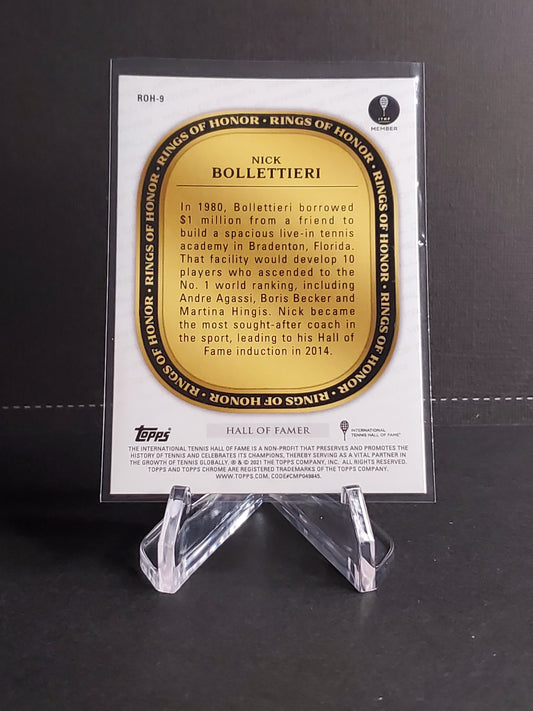 ROH-9
ITHF
MEMBER
RINGS OF HONOR • RINGS OF HONOR • RINGS OF HONOR • RINGS OF HONOR • RINGS OF HONOR • RINGS OF HONOR •
NICK
BOLLETTIERI
In 1980, Bollettieri borrowed
$1 million from a friend to
build a spacious live-in tennis
academy in Bradenton, Florida.
That facility would develop 10
players who ascended to the
No. 1 world ranking, including
Andre Agassi, Boris Becker and
Martina Hingis. Nick became
the most sought-after coach in
the sport, leading to his Hall of
Fame induction in 2014.
Topps®
HALL OF FAMER
INTERNATIONAL
TENNIS HALL OF FAME®
THE INTERNATIONAL TENNIS HALL OF FAME IS A NON-PROFIT THAT PRESERVES AND PROMOTES THE
HISTORY OF TENNIS AND CELEBRATES ITS CHAMPIONS, THEREBY SERVING AS A VITAL PARTNER IN
THE GROWTH OF TENNIS GLOBALLY. ® & © 2021 THE TOPPS COMPANY, INC. ALL RIGHTS RESERVED.
TOPPS AND TOPPS CHROME ARE REGISTERED TRADEMARKS OF THE TOPPS COMPANY.
WWW.TOPPS.COM, CODE#CMP049845.